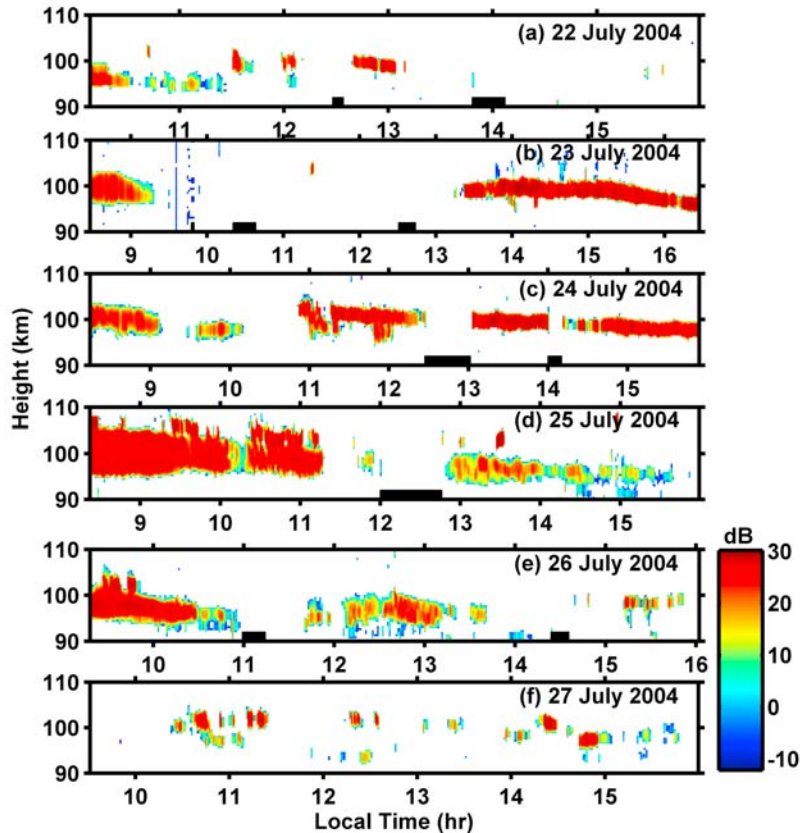 110
(a) 22 July 2004
100
90
11 12 13 14 15
110
(b) 23 July 2004
100
90
9 10 11 12 13 14 15 16
110
(c) 24 July 2004
100
90
9 10 11 12 13 14 15
Height (km)
110
(d) 25 July 2004
100
90
9 10 11 12 13 14 15
110
(e) 26 July 2004
100
90
10 11 12 13 14 15 16
110
(f) 27 July 2004
100
90
10 11 12 13 14 15
Local Time (hr)
dB
30
20
10
0
-10